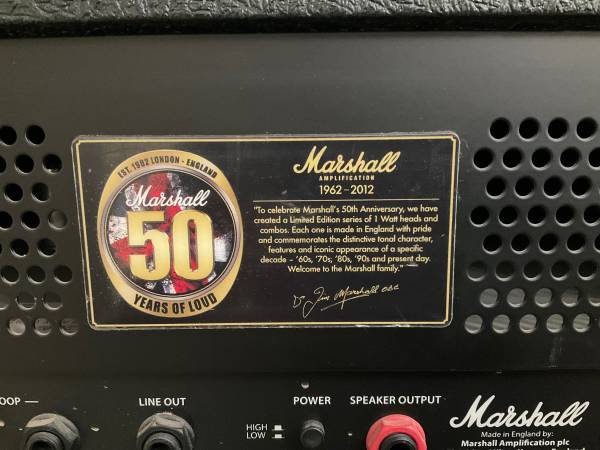 EST. 1962 LONDON - ENGLAND
Marshall
50
YEARS OF LOUD
Marshall
AMPLIFICATION
1962-2012
"To celebrate Marshall's 50th Anniversary, we have
created a Limited Edition series of 1 Watt heads and
combos. Each one is made in England with pride
and commemorates the distinctive tonal character,
features and iconic appearance of a specific
decade – '60s, '70s, '80s, '90s and present day.
Welcome to the Marshall family."
Jim Marshall OBE
OOP
LINE OUT
POWER
HIGH
LOW
SPEAKER OUTPUT
Marshall
Made in England by:
Marshall Amplification plc